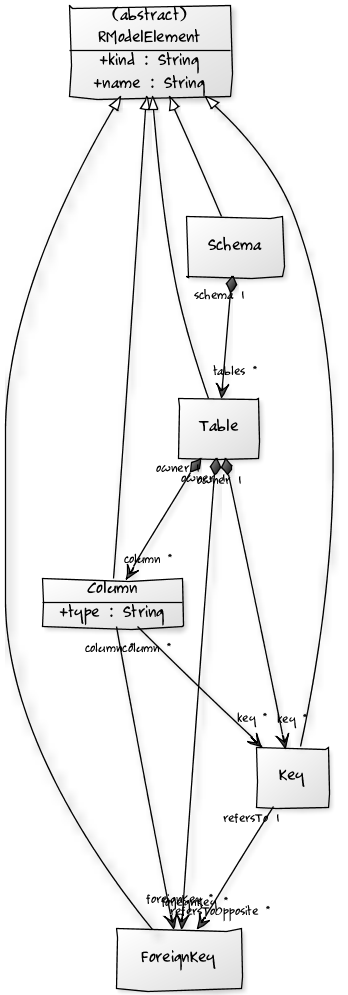 (abstract)
RModelElement
+kind : String
+name : String
Schema
schema 1
tables *
Table
owner 1
owner 1
owner 1
column *
Column
+type : String
column *
column *
key *
key *
Key
refersTo 1
foreignKey *
foreignKey *
refersToOpposite *
ForeignKey